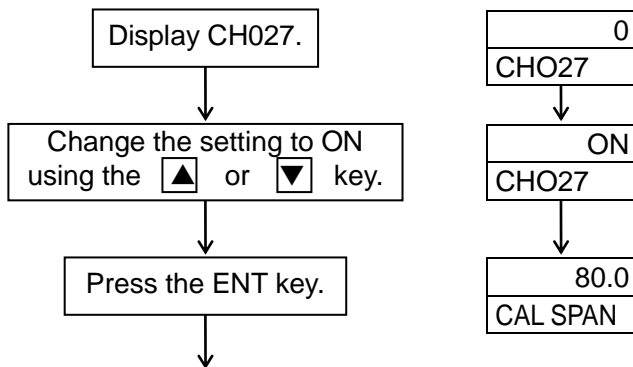 Display CH027.
0
CHO27
Change the setting to ON
using the ▲ or ▼ key.
ON
CHO27
Press the ENT key.
80.0
CAL SPAN